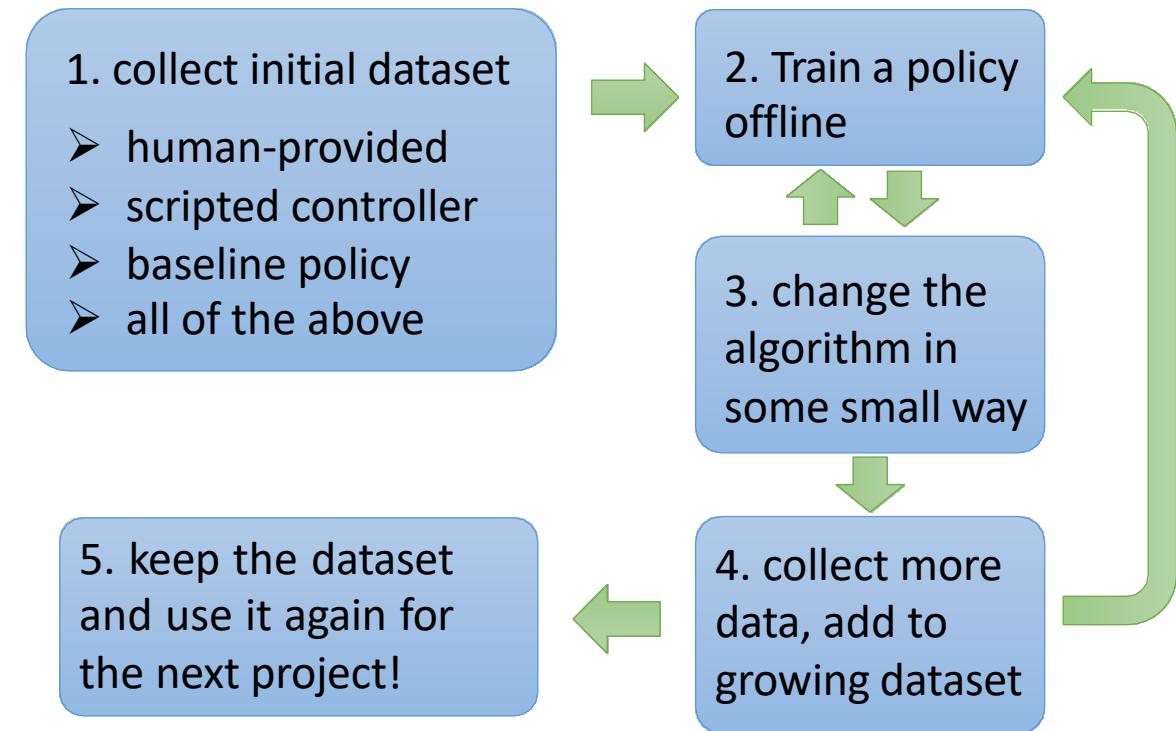 1. collect initial dataset
➢ human-provided
➢ scripted controller
➢ baseline policy
➢ all of the above
2. Train a policy
offline
3. change the
algorithm in
some small way
4. collect more
data, add to
growing dataset
5. keep the dataset
and use it again for
the next project!